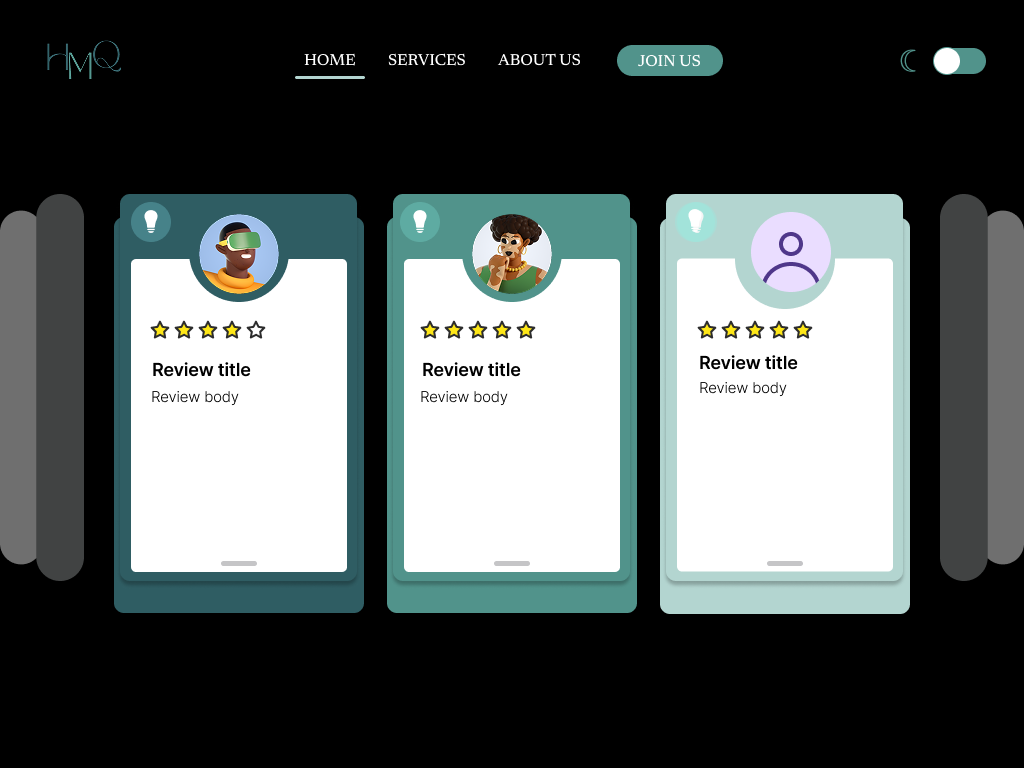 HMQ
HOME
SERVICES
ABOUT US
JOIN US
Review title
Review body
Review title
Review body
Review title
Review body